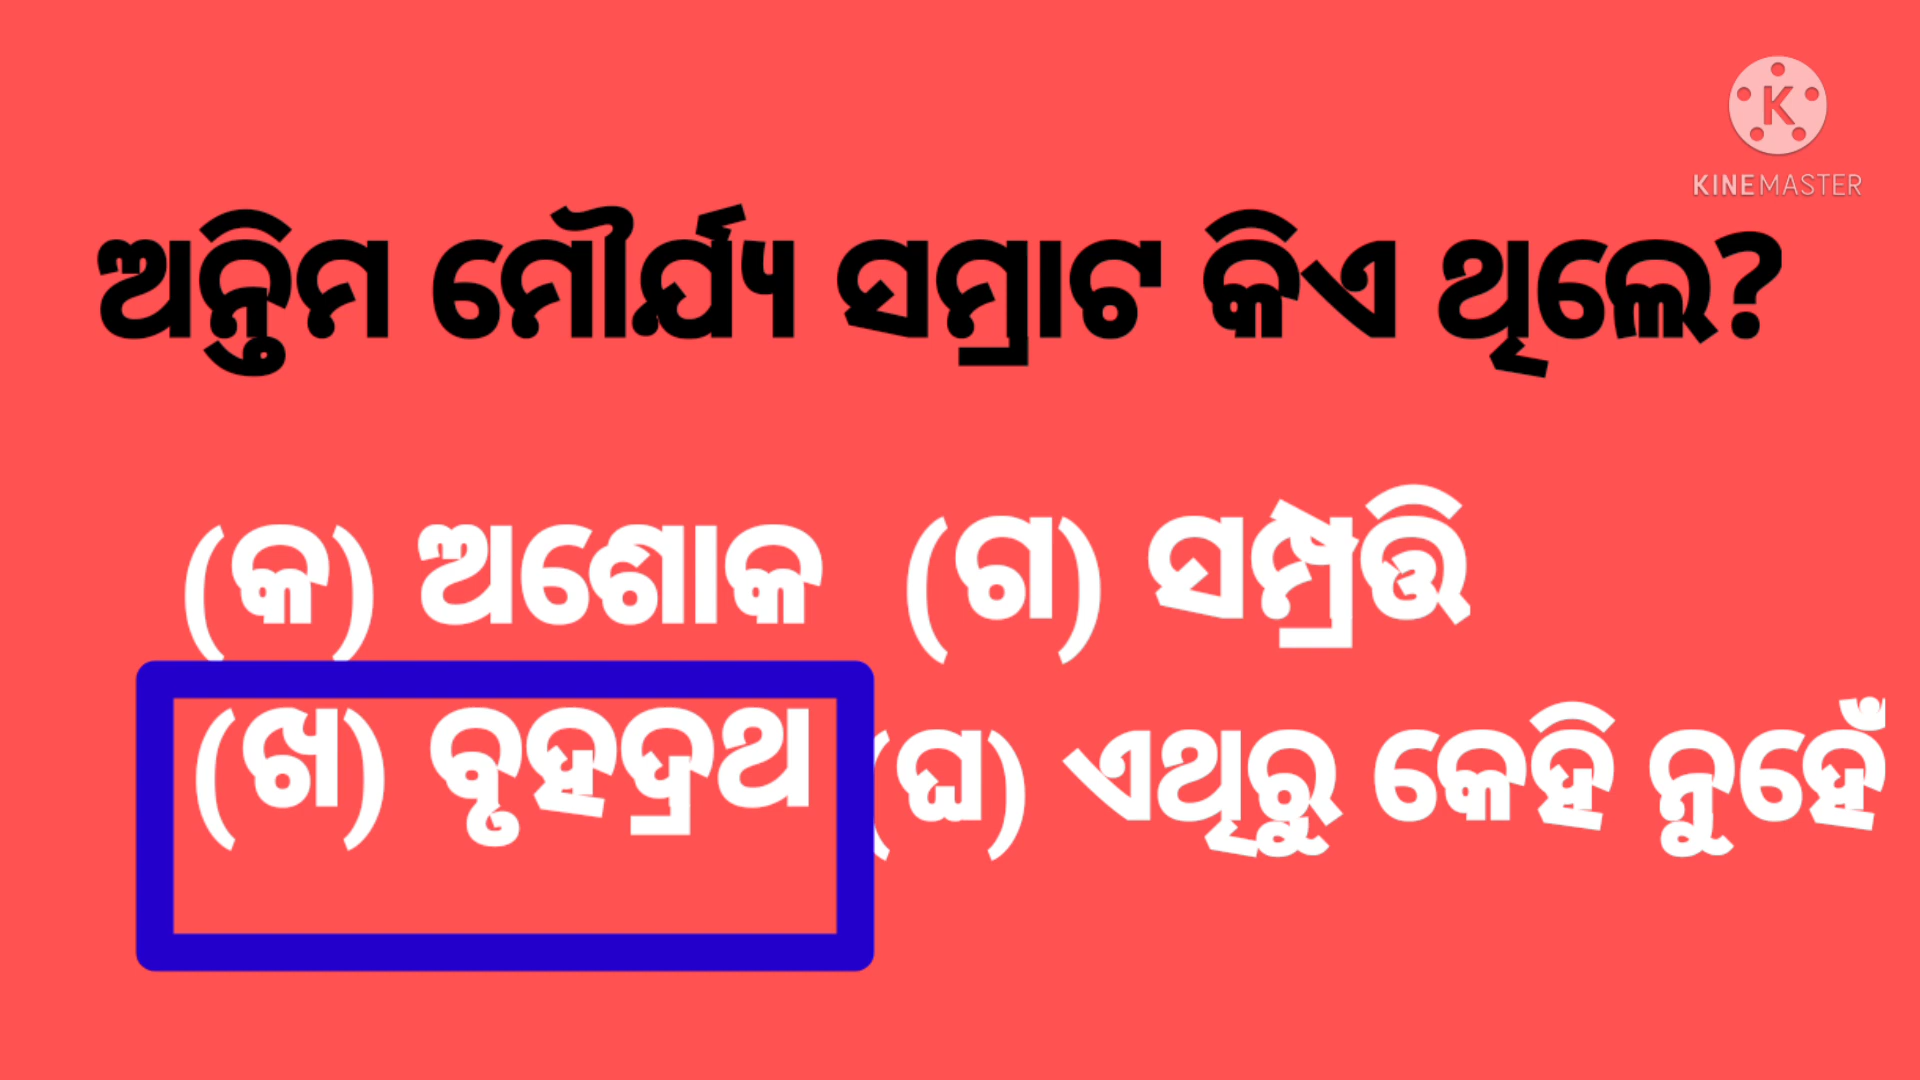 KINEMASTER
ଅନ୍ତିମ ମୌର୍ଯ୍ୟ ସମ୍ରାଟ କିଏ ଥିଲେ?
(କ) ଅଶୋକ (ଗ) ସମ୍ପ୍ରତ୍ତି
(ଖ) ବୃହଦ୍ରଥ (ଘ) ଏଥିରୁ କେହି ନୁହେଁ